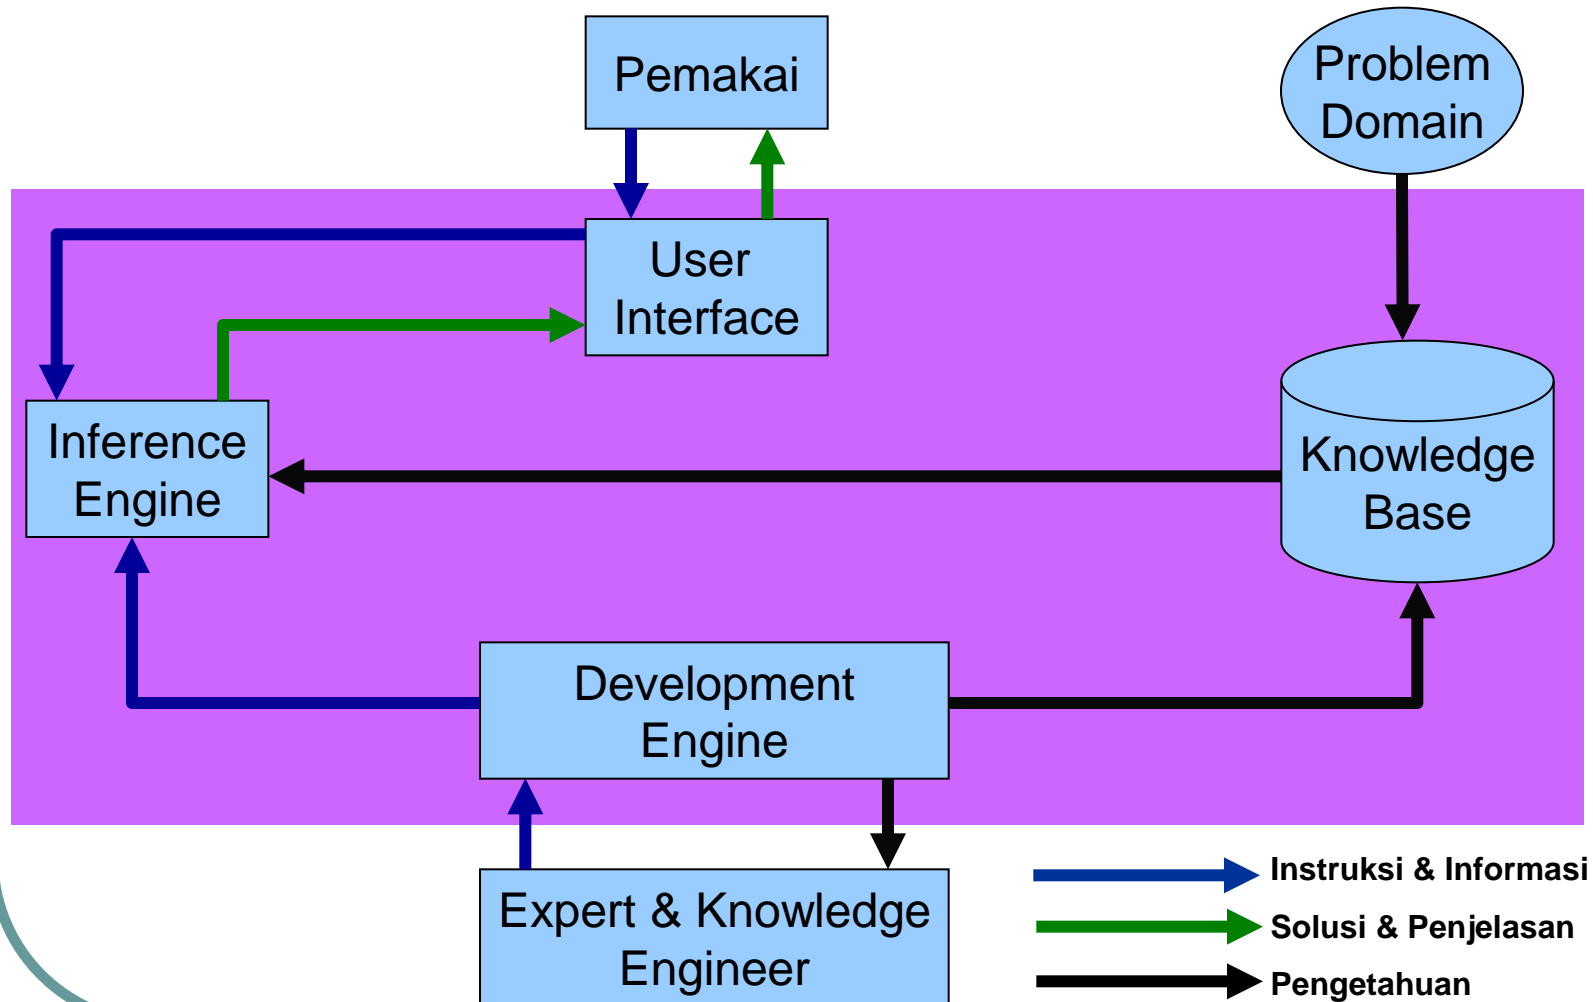 Pemakai
Problem
Domain
User
Interface
Inference
Engine
Knowledge
Base
Development
Engine
Expert & Knowledge
Engineer
Instruksi & Informasi
Solusi & Penjelasan
Pengetahuan